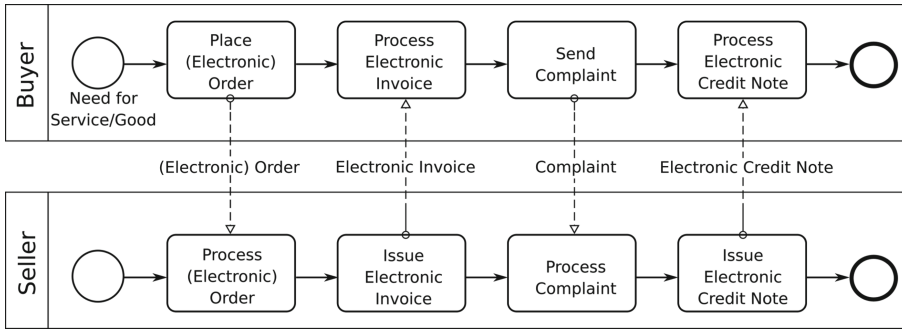 Buyer
Need for
Service/Good
Place
(Electronic)
Order
Process
Electronic
Invoice
Send
Complaint
Process
Electronic
Credit Note
(Electronic) Order
Electronic Invoice
Complaint
Electronic Credit Note
Seller
Process
(Electronic)
Order
Issue
Electronic
Invoice
Process
Complaint
Issue
Electronic
Credit Note